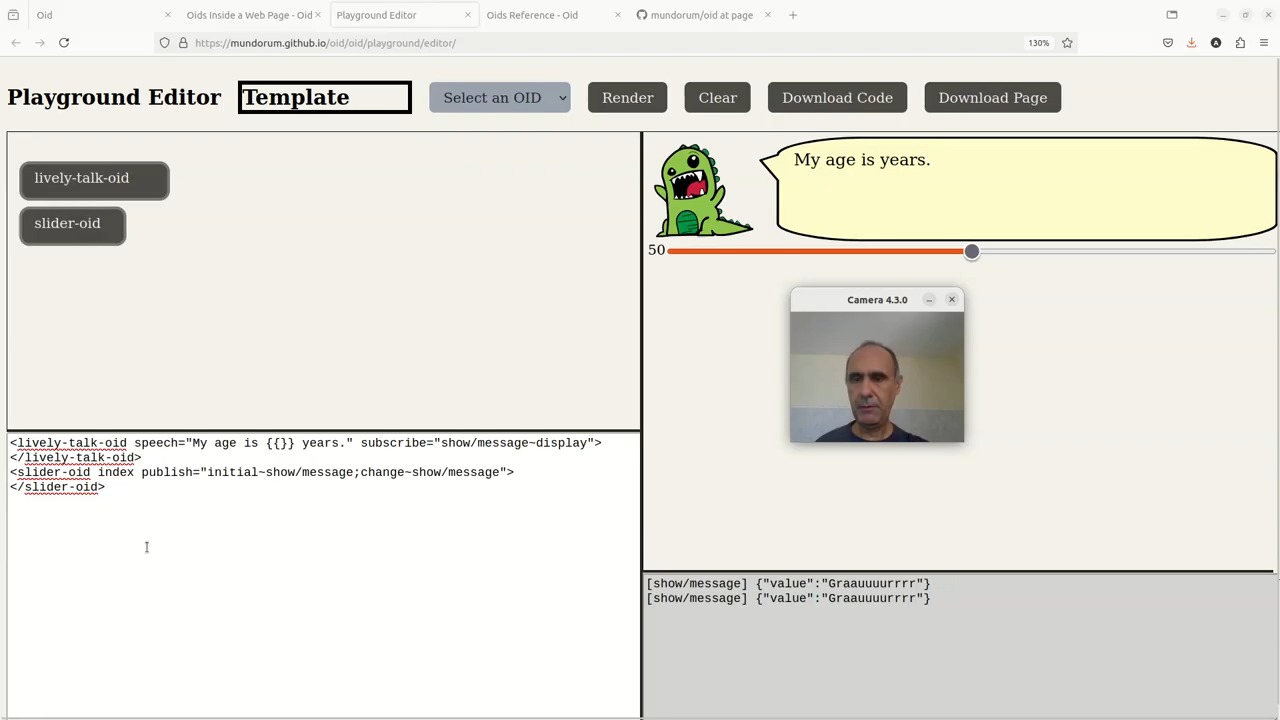 Oid
Oids Inside a Web Page - Oid
Playground Editor
Oids Reference - Oid
mundorum/oid at page
https://mundorum.github.io/oid/oid/playground/editor/
130%
Playground Editor
Template
Select an OID
Render
Clear
Download Code
Download Page
lively-talk-oid
slider-oid
My age is years.
50
Camera 4.3.0
<lively-talk-oid speech="My age is {{}} years." subscribe="show/message~display">
</lively-talk-oid>
<slider-oid index publish="initial~show/message;change~show/message">
</slider-oid>
[show/message] {"value":"Graauuuurrrr"}
[show/message] {"value":"Graauuuurrrr"}